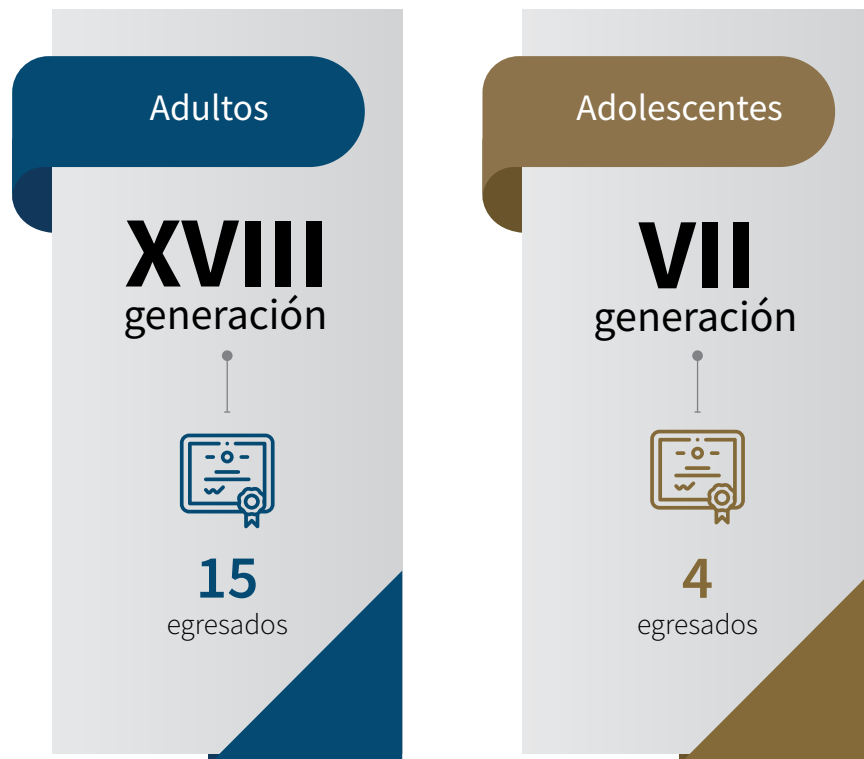 Adultos
XVIII
generación
15
egresados
Adolescentes
VII
generación
4
egresados